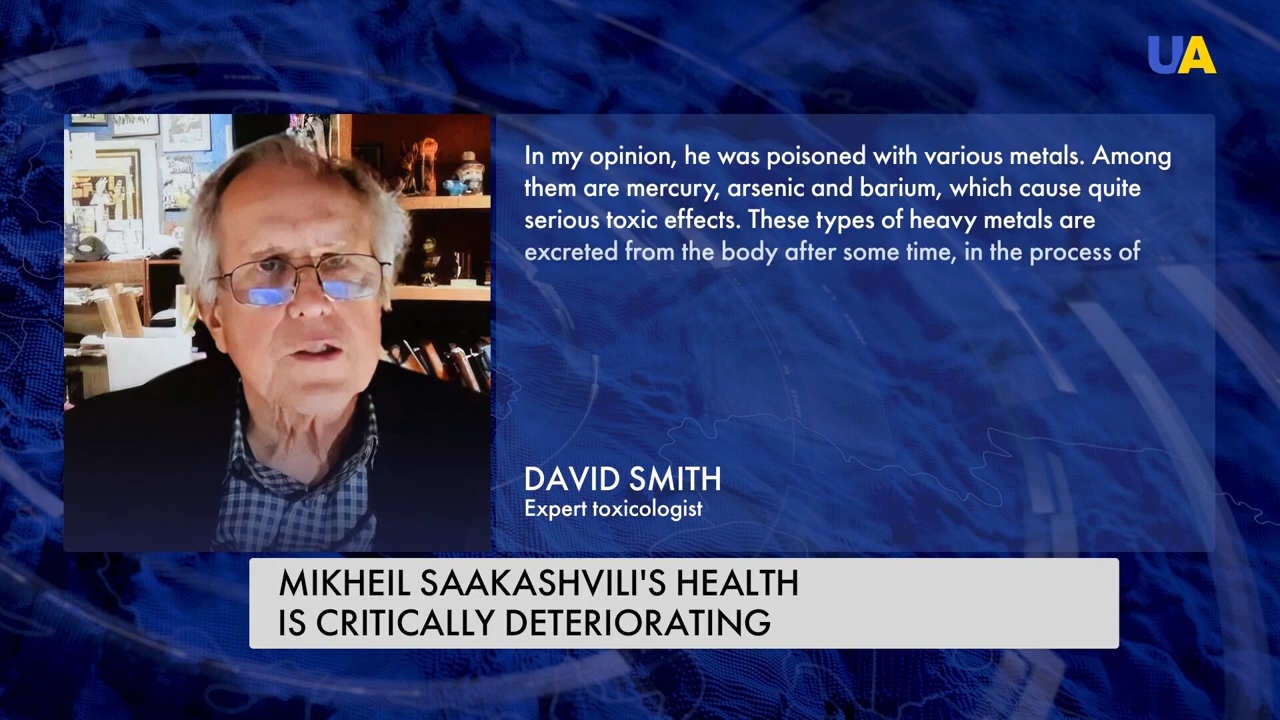 UA
In my opinion, he was poisoned with various metals. Among
them are mercury, arsenic and barium, which cause quite
serious toxic effects. These types of heavy metals are
excreted from the body after some time, in the process of
DAVID SMITH
Expert toxicologist
MIKHEIL SAAKASHVILI'S HEALTH
IS CRITICALLY DETERIORATING